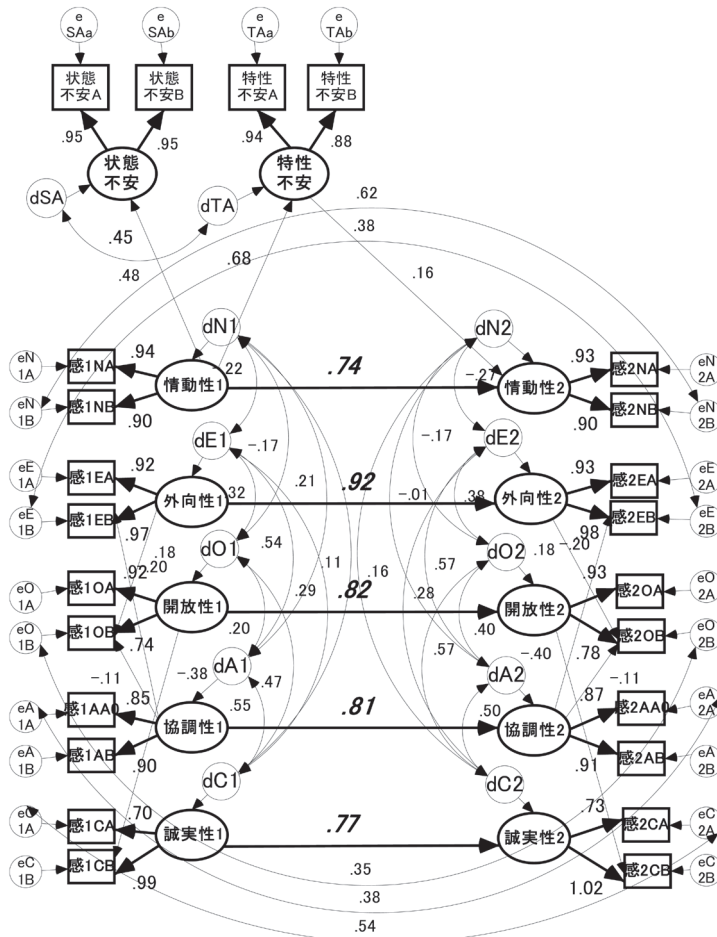 e
SAa
e
SAb
e
TAa
e
TAb
状態
不安A
状態
不安B
特性
不安A
特性
不安B
.95
.95
.94
.88
状態
不安
特性
不安
dSA
dTA
.62
.38
.45
.48
.68
.16
dN1
dN2
eN
1A
感1NA
.94
.22
.74
-.27
.93
感2NA
eN
2A
情動性1
情動性2
eN
1B
感1NB
.90
.90
感2NB
eN
2B
dE1
-.17
-.17
dE2
eE
1A
感1EA
.92
.21
.92
.93
感2EA
eE
2A
外向性1
.32
-.01
.38
外向性2
eE
1B
感1EB
.97
.98
感2EB
eE
2B
.18
dO1
.54
.11
.16
.57
dO2
.18
-.20
eO
1A
感1OA
.92
.20
.29
.82
.28
.93
感2OA
eO
2A
開放性1
開放性2
eO
1B
感1OB
.74
.20
.40
.78
感2OB
eO
2B
-.11
-.38
dA1
.47
.57
dA2
-.40
-.11
eA
1A
感1AA0
.85
.55
.81
.50
.87
感2AA0
eA
2A
協調性1
協調性2
eA
1B
感1AB
.90
.91
感2AB
eA
2B
dC1
dC2
eC
1A
感1CA
.70
.77
.73
感2CA
eC
2A
誠実性1
誠実性2
eC
1B
感1CB
.99
.35
1.02
感2CB
eC
2B
.38
.54